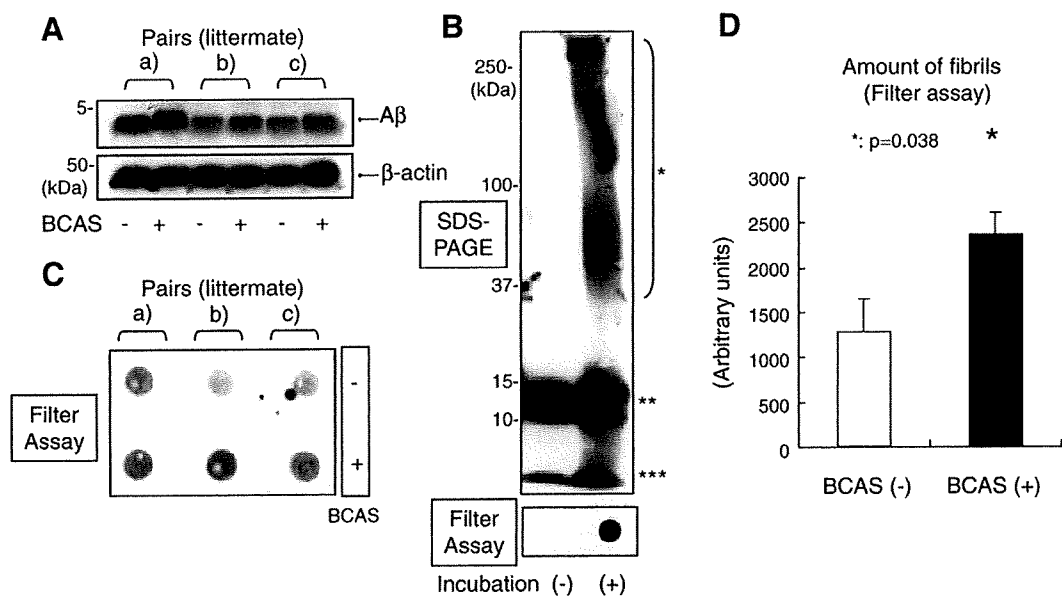 A
Pairs (littermate)
a) b) c)
5-
Aβ
50-
(kDa)
β-actin
BCAS - + - + - +
C
Pairs (littermate)
a) b) c)
Filter
Assay
-
+
BCAS
B
250-
(kDa)
100-
*
SDS-
PAGE
37-
15-
**
10-
***
Filter
Assay
Incubation (-) (+)
D
Amount of fibrils
(Filter assay)
*: p=0.038
*
(Arbitrary units)
3000
2500
2000
1500
1000
500
0
BCAS (-) BCAS (+)